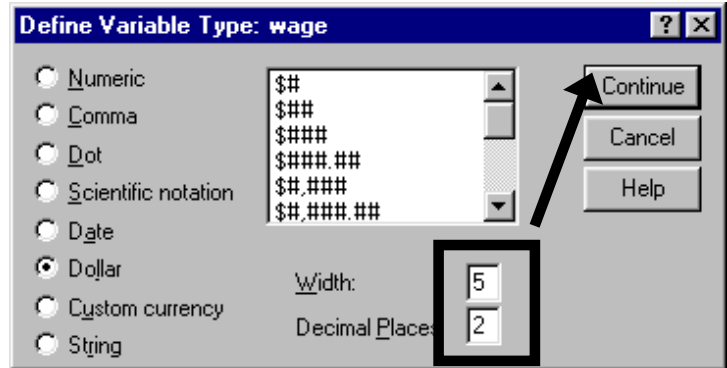 Define Variable Type: wage
Numeric
Comma
Dot
Scientific notation
Date
Dollar
Custom currency
String
$#
$##
$###
$###.##
$#,###
$#,###.##
Width: 5
Decimal Places 2
Continue
Cancel
Help